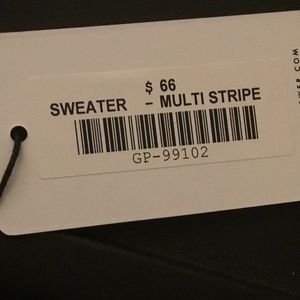 $ 66
SWEATER – MULTI STRIPE
GP-99102